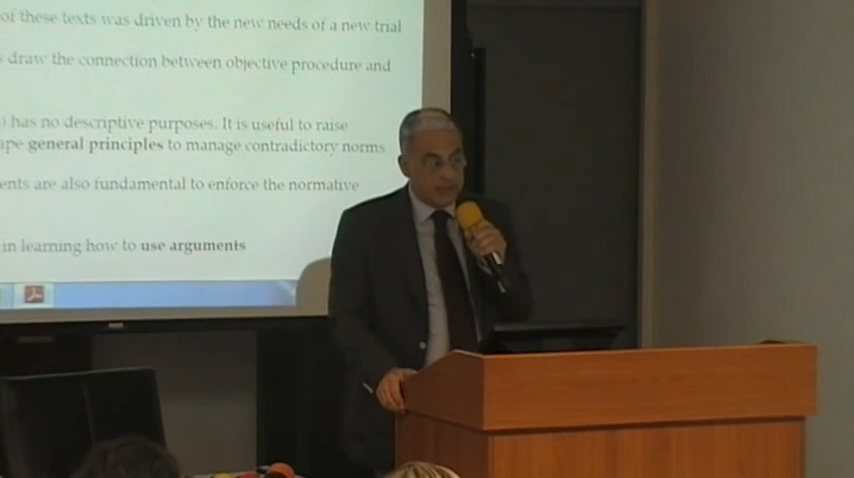 of these texts was driven by the new needs of a new trial
draw the connection between objective procedure and
) has no descriptive purposes. It is useful to raise
ape general principles to manage contradictory norms
ents are also fundamental to enforce the normative
in learning how to use arguments